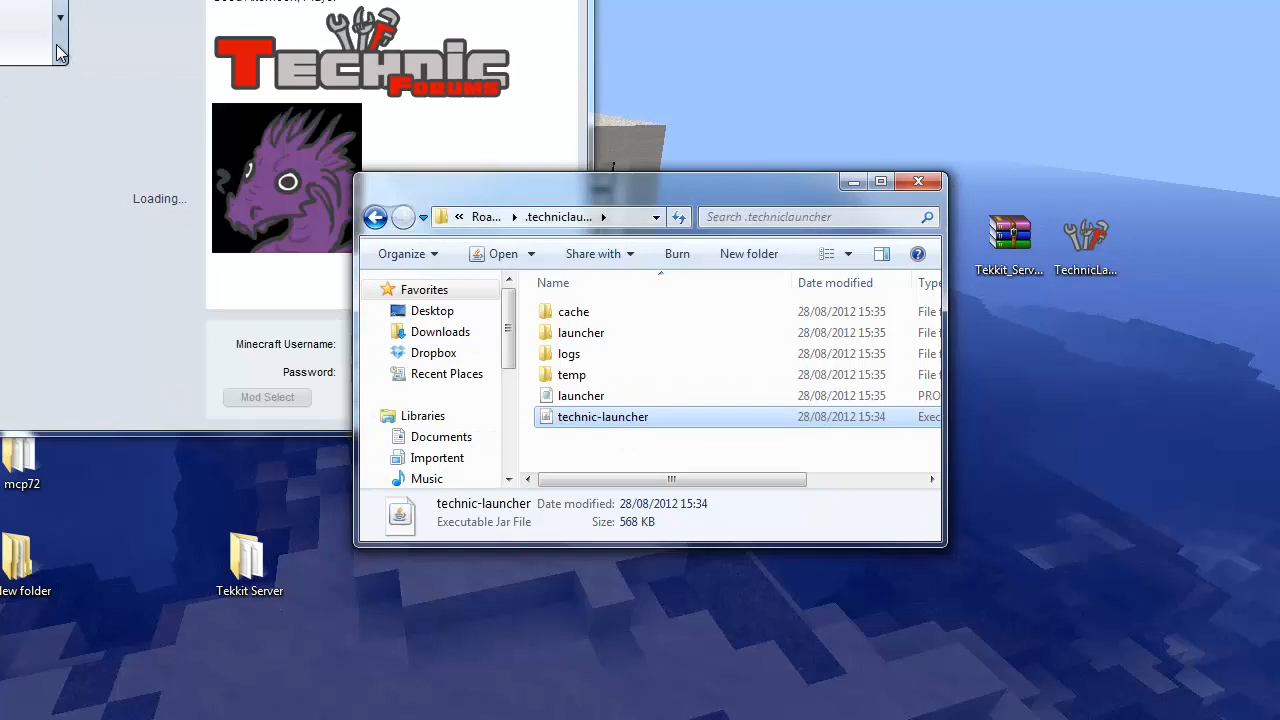 TECHNIC
FORUMS
Loading...
Minecraft Username:
Password:
Mod Select
Roa...
.techniclau...
Search .techniclauncher
Organize
Open
Share with
Burn
New folder
Favorites
Desktop
Downloads
Dropbox
Recent Places
Libraries
Documents
Importent
Music
Name
Date modified
Type
cache
28/08/2012 15:35
File f
launcher
28/08/2012 15:35
File f
logs
28/08/2012 15:35
File f
temp
28/08/2012 15:35
File f
launcher
28/08/2012 15:35
PRO
technic-launcher
28/08/2012 15:34
Exec
technic-launcher Date modified: 28/08/2012 15:34
Executable Jar File Size: 568 KB
Tekkit_Serv...
TechnicLa...
mcp72
ew folder
Tekkit Server